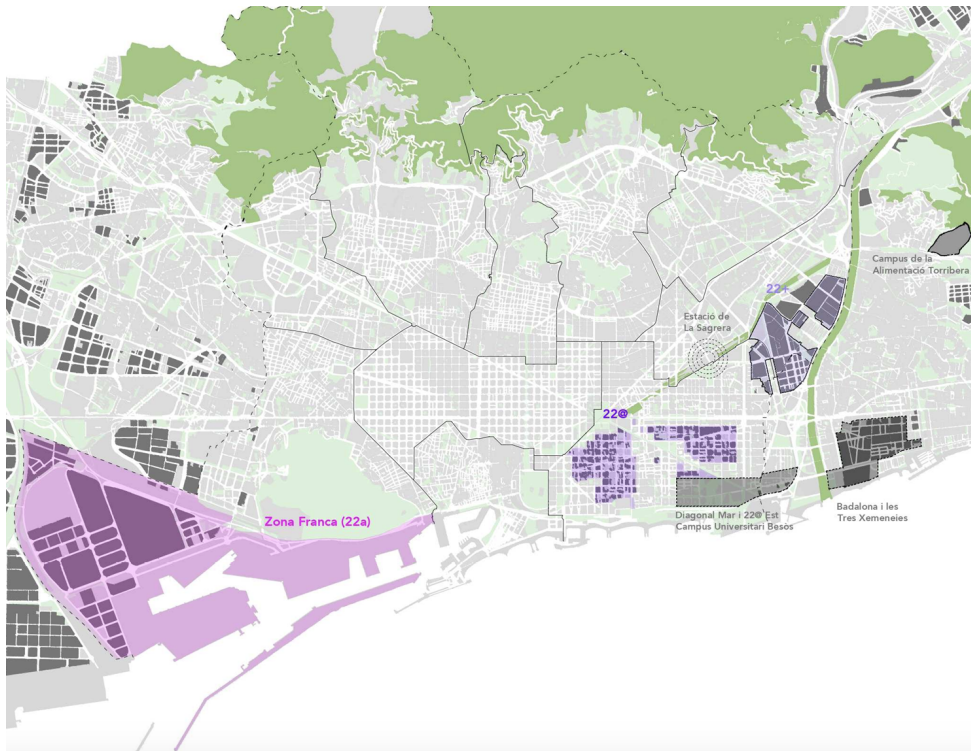 Campus de la
Alimentació Torribera
22+
Estació de
La Sagrera
22@
Zona Franca (22a)
Diagonal Mar i 22@ Est
Campus Universitari Besòs
Badalona i les
Tres Xemeneies